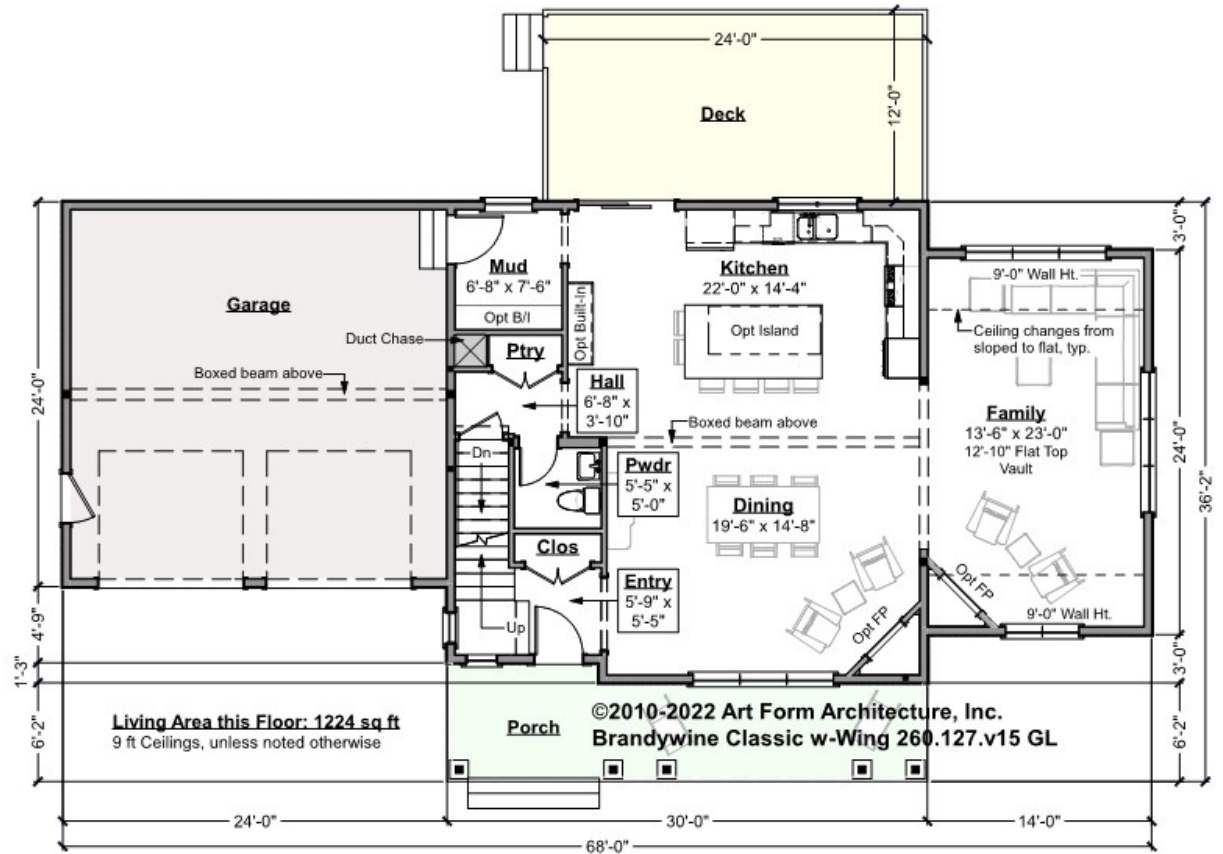 24'-0"
12'-0"
Deck
3'-0"
Garage
Mud
6'-8" x 7'-6"
Opt B/I
Opt Built-In
Kitchen
22'-0" x 14'-4"
Opt Island
9'-0" Wall Ht.
Ceiling changes from
sloped to flat, typ.
Duct Chase
Ptry
Boxed beam above
Hall
6'-8" x
3'-10"
Boxed beam above
Family
13'-6" x 23'-0"
12'-10" Flat Top
Vault
24'-0"
24'-0"
36'-2"
Dn
Pwdr
5'-5" x
5'-0"
Dining
19'-6" x 14'-8"
Clos
Entry
5'-9" x
5'-5"
Up
Opt FP
Opt FP
9'-0" Wall Ht.
4'-9"
1'-3"
3'-0"
6'-2"
6'-2"
Living Area this Floor: 1224 sq ft
9 ft Ceilings, unless noted otherwise
Porch
©2010-2022 Art Form Architecture, Inc.
Brandywine Classic w-Wing 260.127.v15 GL
24'-0"
30'-0"
14'-0"
68'-0"